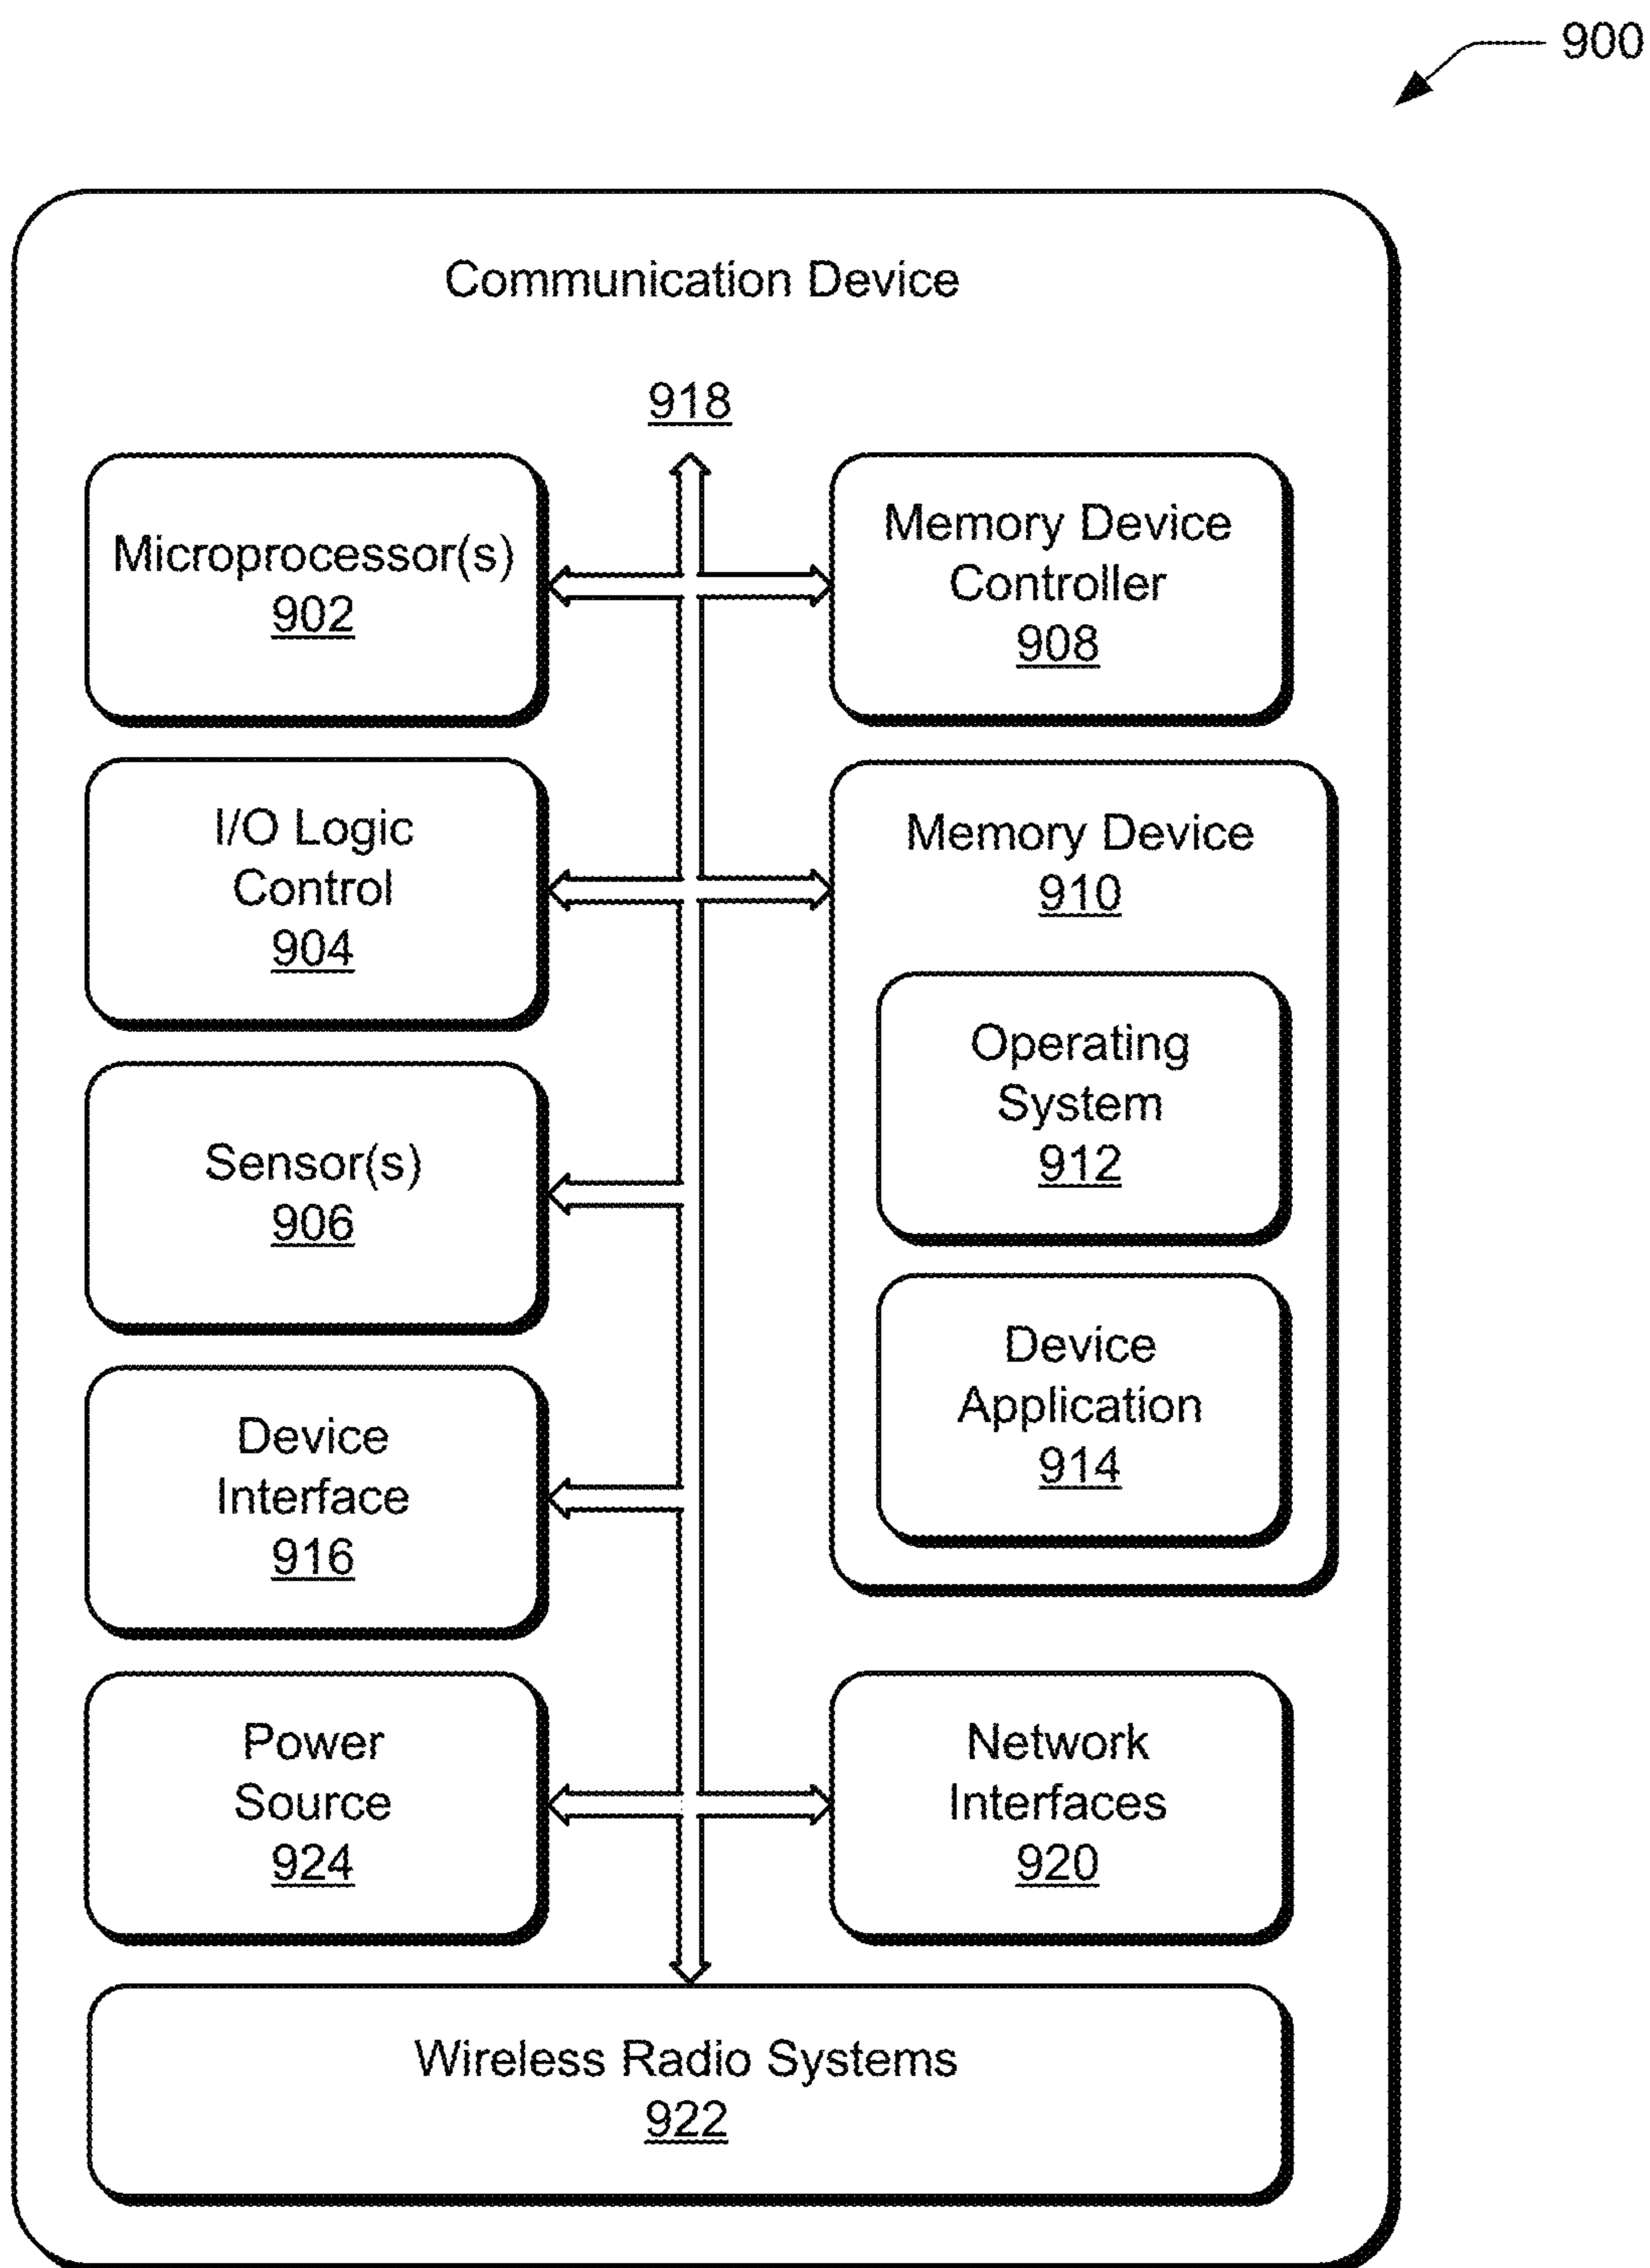 900
Communication Device
918
Microprocessor(s)
902
Memory Device
Controller
908
I/O Logic
Control
904
Memory Device
910
Operating
System
912
Sensor(s)
906
Device
Application
914
Device
Interface
916
Power
Source
924
Network
Interfaces
920
Wireless Radio Systems
922